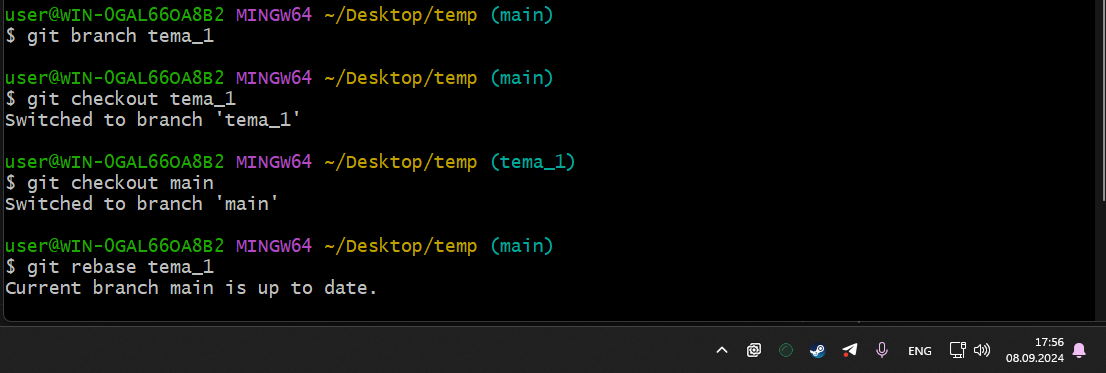 user@WIN-0GAL66OA8B2 MINGW64 ~/Desktop/temp (main)
$ git branch tema_1
user@WIN-0GAL66OA8B2 MINGW64 ~/Desktop/temp (main)
$ git checkout tema_1
Switched to branch 'tema_1'
user@WIN-0GAL66OA8B2 MINGW64 ~/Desktop/temp (tema_1)
$ git checkout main
Switched to branch 'main'
user@WIN-0GAL66OA8B2 MINGW64 ~/Desktop/temp (main)
$ git rebase tema_1
Current branch main is up to date.
ENG
17:56
08.09.2024